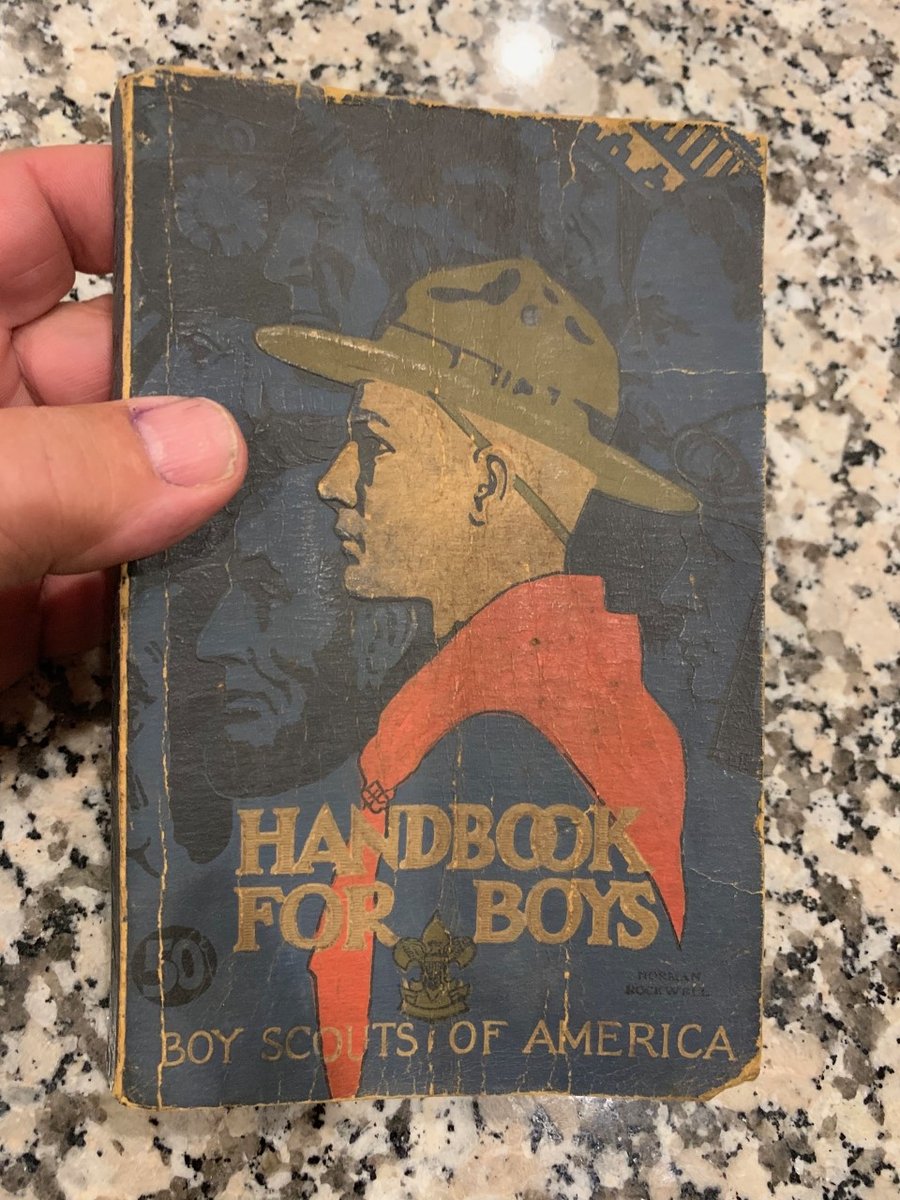 HANDBOOK
FOR BOYS
50¢
NORMAN
ROCKWELL
BOY SCOUTS OF AMERICA